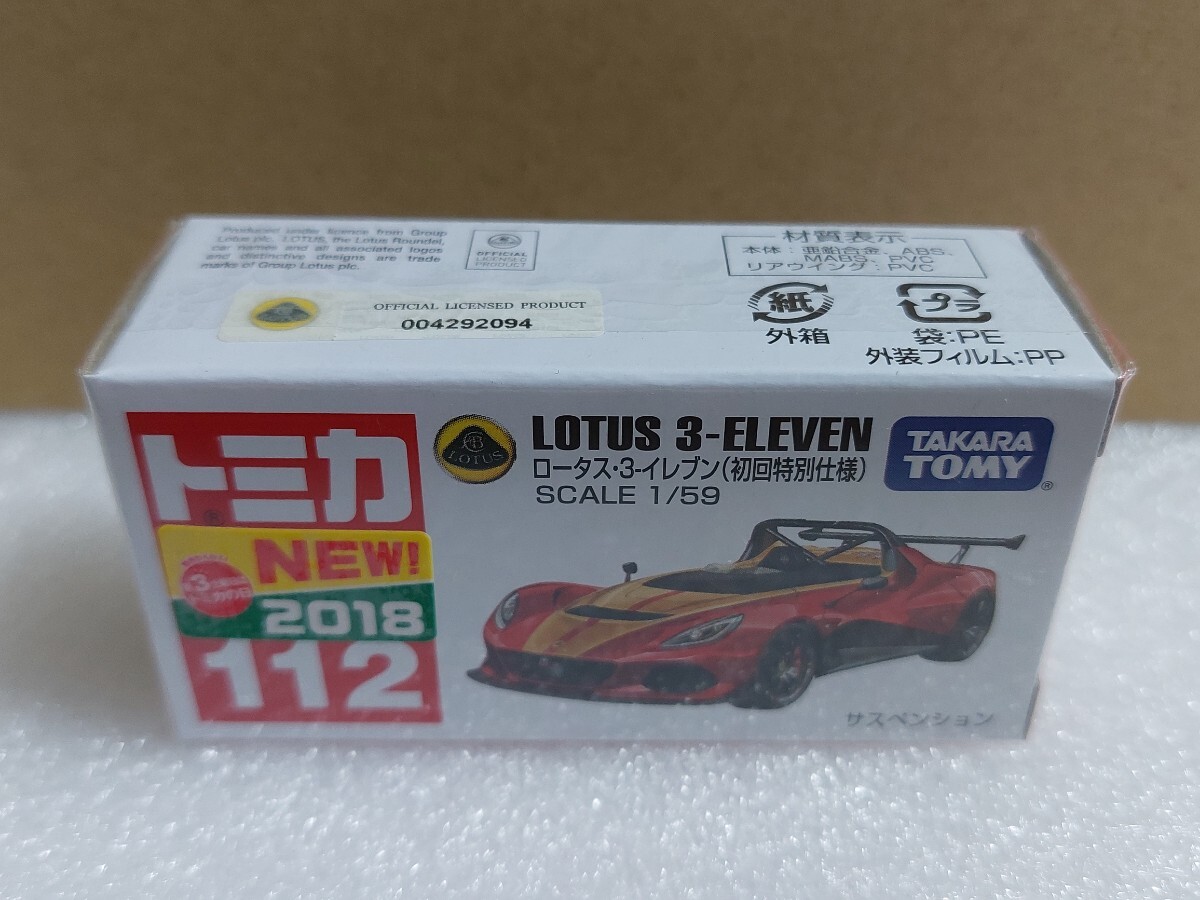 Produced under licence from Group
Lotus plc. LOTUS, the Lotus Roundel,
car names and all associated logos
and distinctive designs are trade
marks of Group Lotus plc.
OFFICIAL
LICENSED
PRODUCT
OFFICIAL LICENSED PRODUCT
004292094
材質表示
本体:亜鉛合金、ABS、
MABS、PVC
リアウイング:PVC
紙
外箱
プラ
袋:PE
外装フィルム:PP
トミカ
®
NEW!
2018
112
LOTUS
LOTUS 3-ELEVEN
ロータス・3-イレブン(初回特別仕様)
SCALE 1/59
TAKARA
TOMY
®
サスペンション